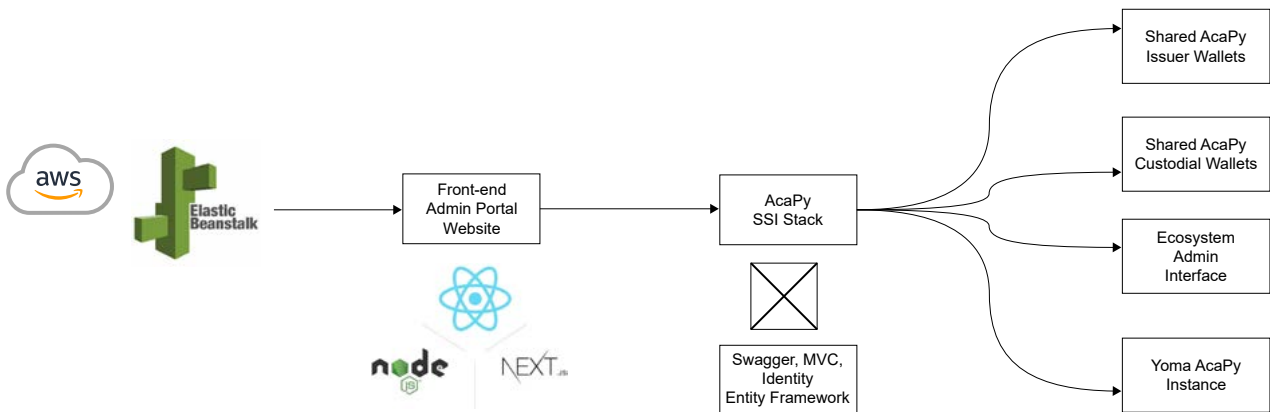 aws
Elastic
Beanstalk
Front-end
Admin Portal
Website
node
JS
NEXT.JS
AcaPy
SSI Stack
Swagger, MVC,
Identity
Entity Framework
Shared AcaPy
Issuer Wallets
Shared AcaPy
Custodial Wallets
Ecosystem
Admin
Interface
Yoma AcaPy
Instance